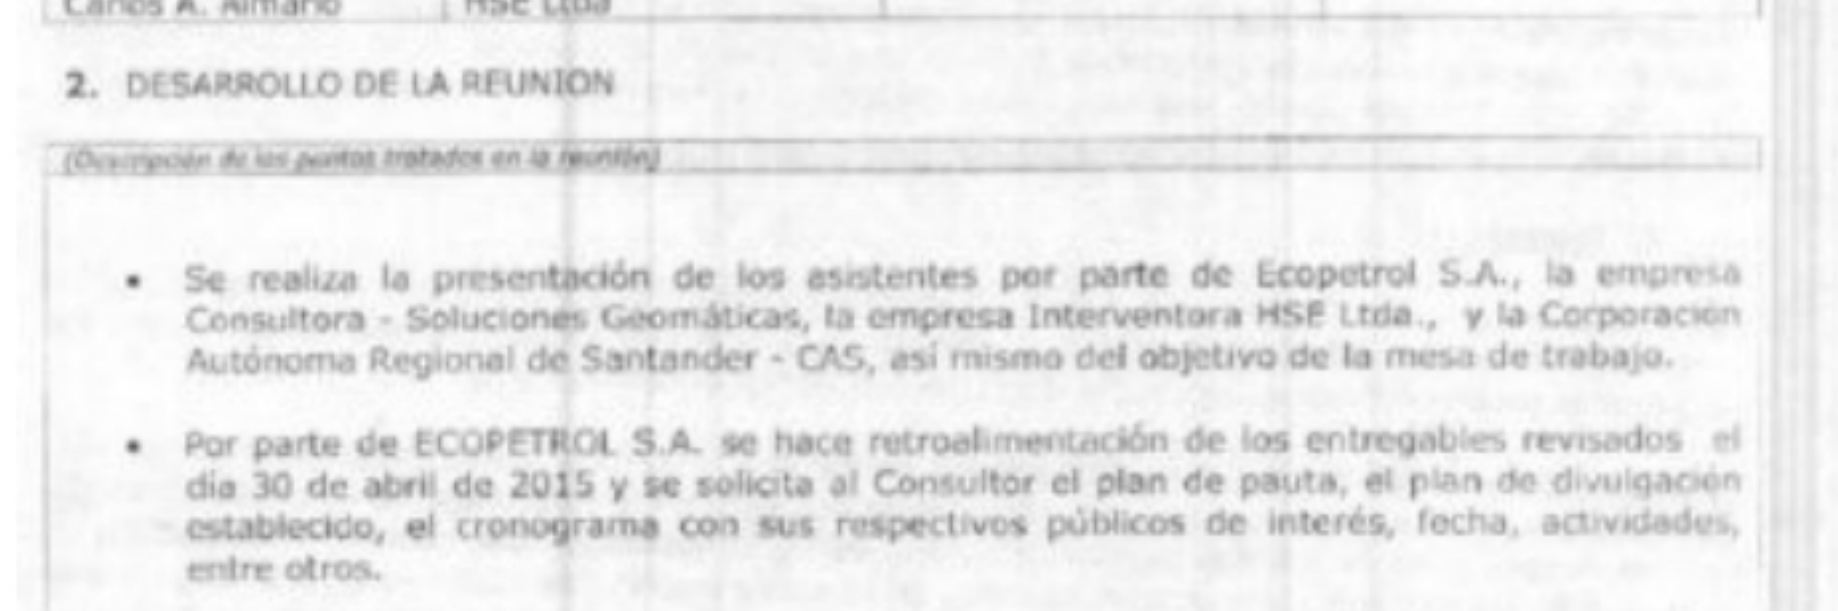 Carlos A. Almario HSE Ltda
2. DESARROLLO DE LA REUNION
(Descripción de los puntos tratados en la reunión)
• Se realiza la presentación de los asistentes por parte de Ecopetrol S.A., la empresa
Consultora - Soluciones Geomáticas, la empresa Interventora HSE Ltda., y la Corporación
Autónoma Regional de Santander - CAS, así mismo del objetivo de la mesa de trabajo.
• Por parte de ECOPETROL S.A. se hace retroalimentación de los entregables revisados el
día 30 de abril de 2015 y se solicita al Consultor el plan de pauta, el plan de divulgación
establecido, el cronograma con sus respectivos públicos de interés, fecha, actividades,
entre otros.